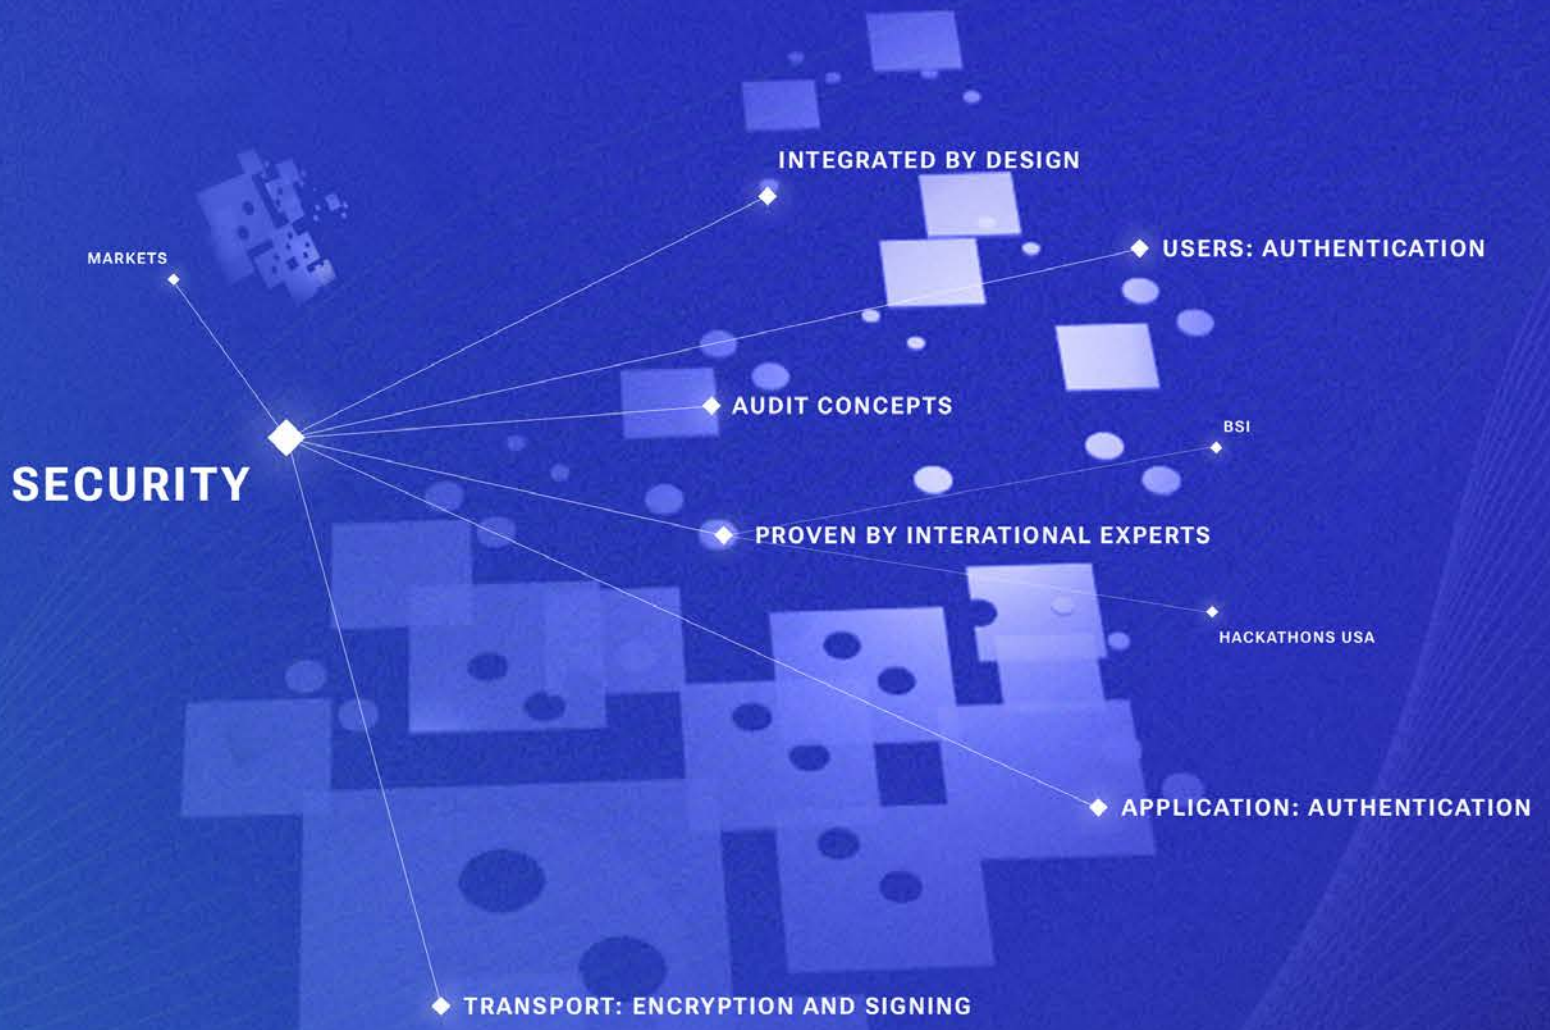 INTEGRATED BY DESIGN
USERS: AUTHENTICATION
MARKETS
AUDIT CONCEPTS
BSI
SECURITY
PROVEN BY INTERATIONAL EXPERTS
HACKATHONS USA
APPLICATION: AUTHENTICATION
TRANSPORT: ENCRYPTION AND SIGNING